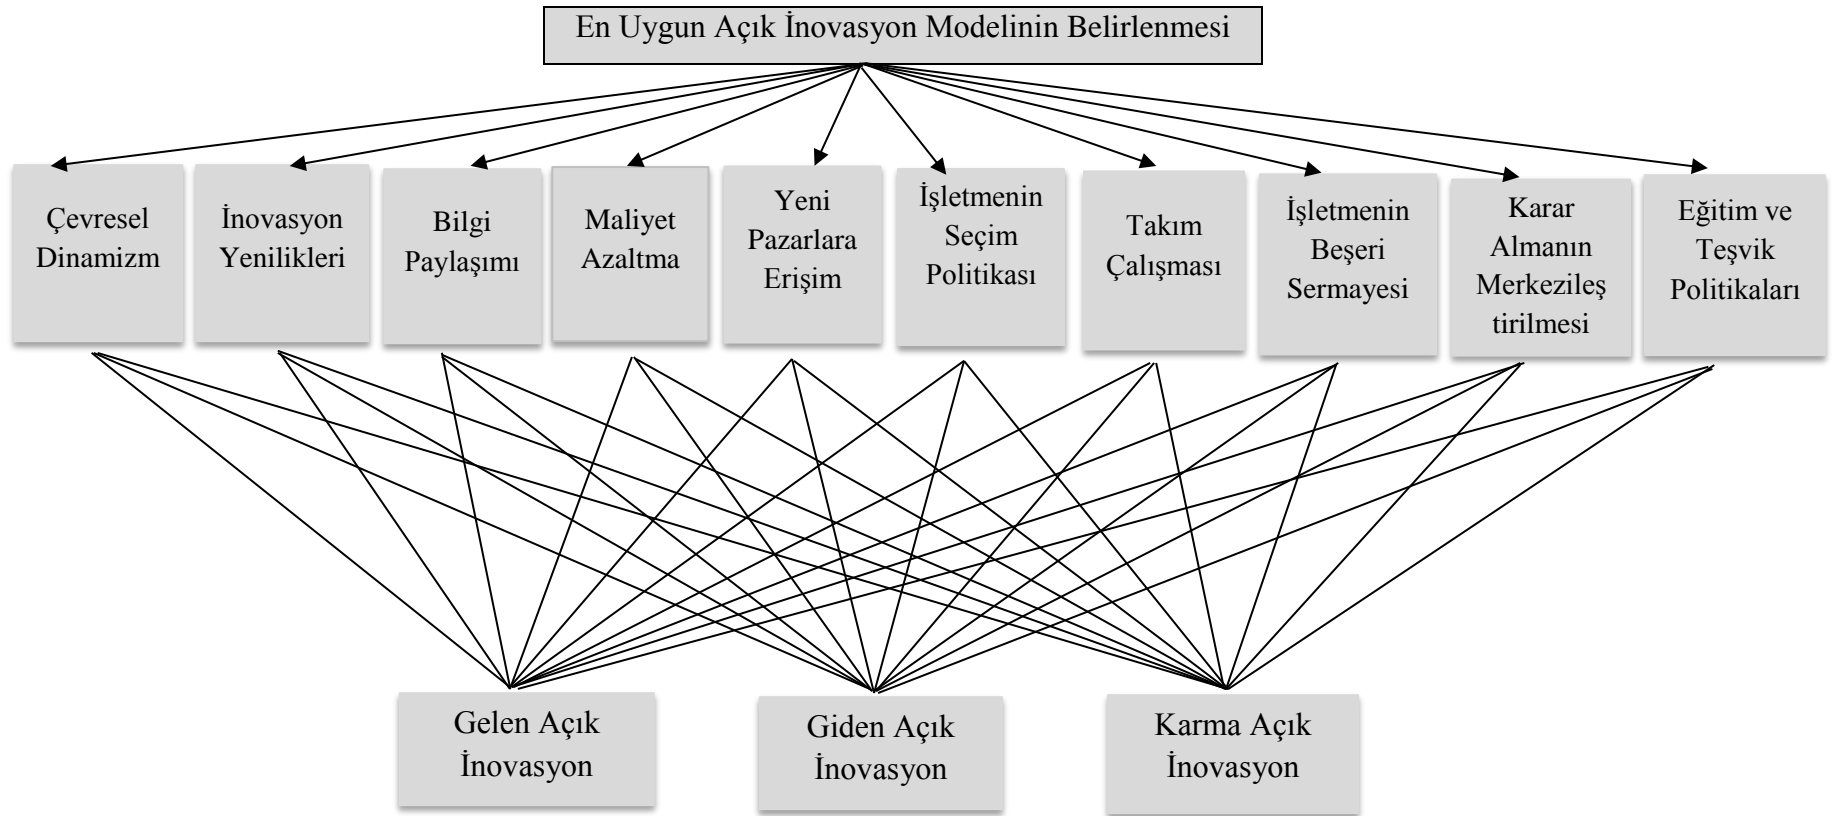 En Uygun Açık İnovasyon Modelinin Belirlenmesi
Çevresel
Dinamizm
İnovasyon
Yenilikleri
Bilgi
Paylaşımı
Maliyet
Azaltma
Yeni
Pazarlara
Erişim
İşletmenin
Seçim
Politikası
Takım
Çalışması
İşletmenin
Beşeri
Sermayesi
Karar
Almanın
Merkezileş
tirilmesi
Eğitim ve
Teşvik
Politikaları
Gelen Açık
İnovasyon
Giden Açık
İnovasyon
Karma Açık
İnovasyon